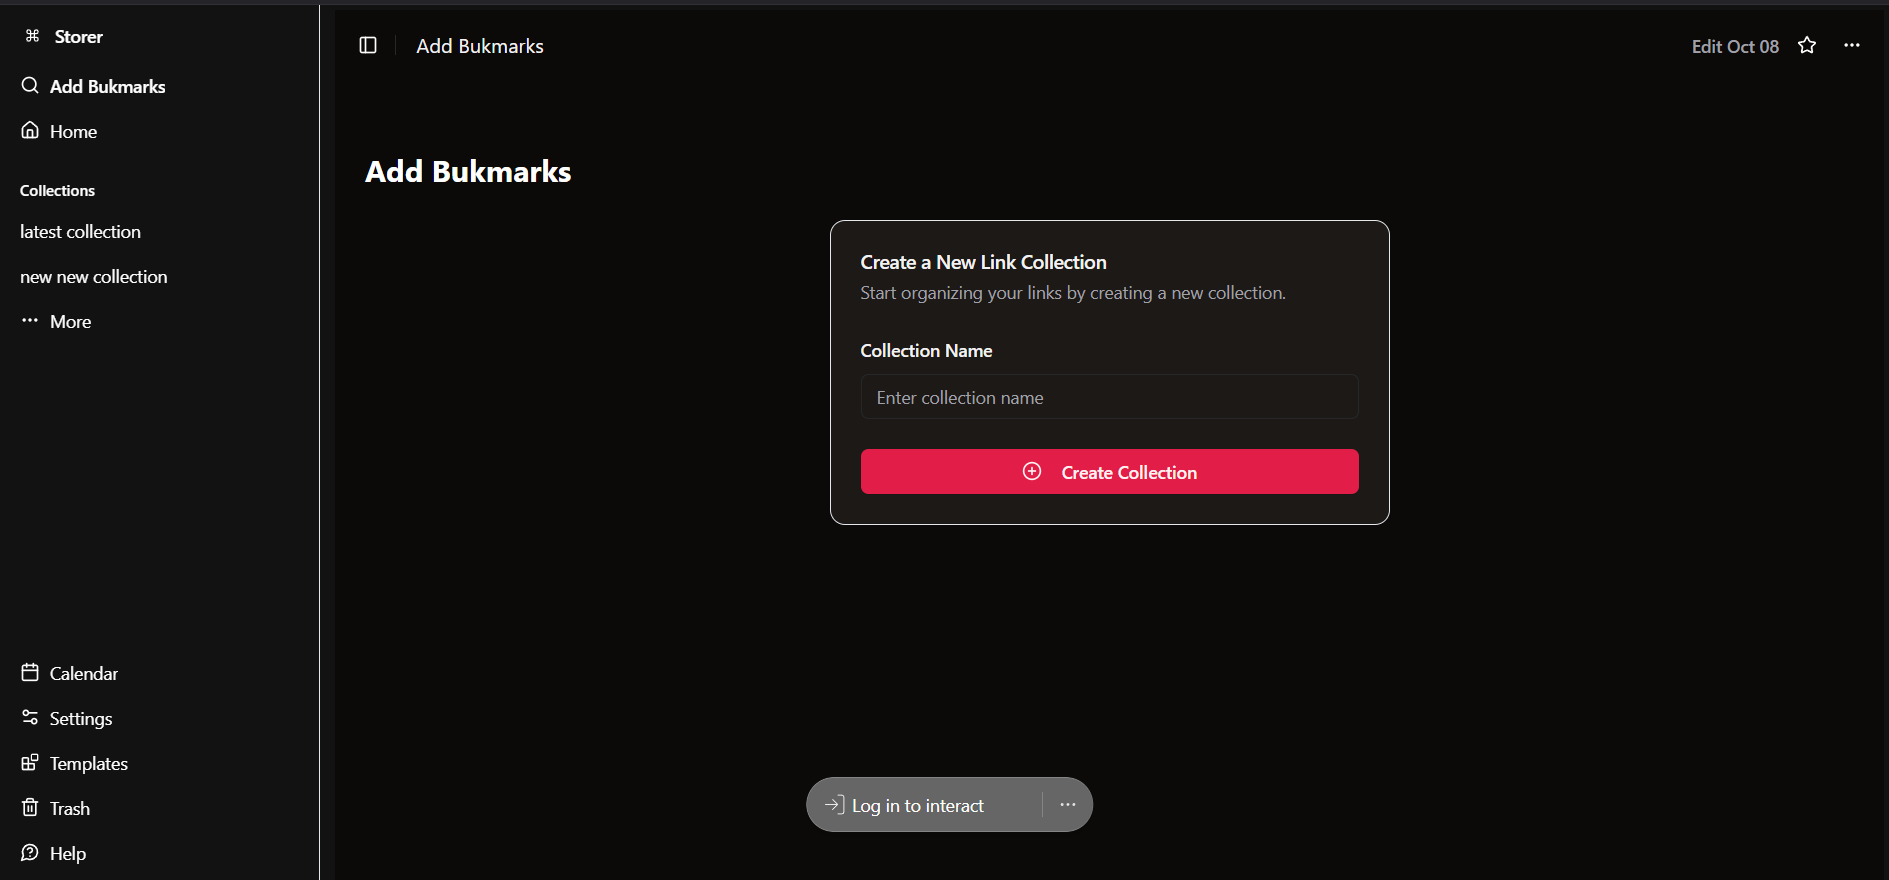 Storer
Add Bukmarks
Home
Collections
latest collection
new new collection
More
Calendar
Settings
Templates
Trash
Help
Add Bukmarks
Edit Oct 08
Add Bukmarks
Create a New Link Collection
Start organizing your links by creating a new collection.
Collection Name
Enter collection name
Create Collection
Log in to interact